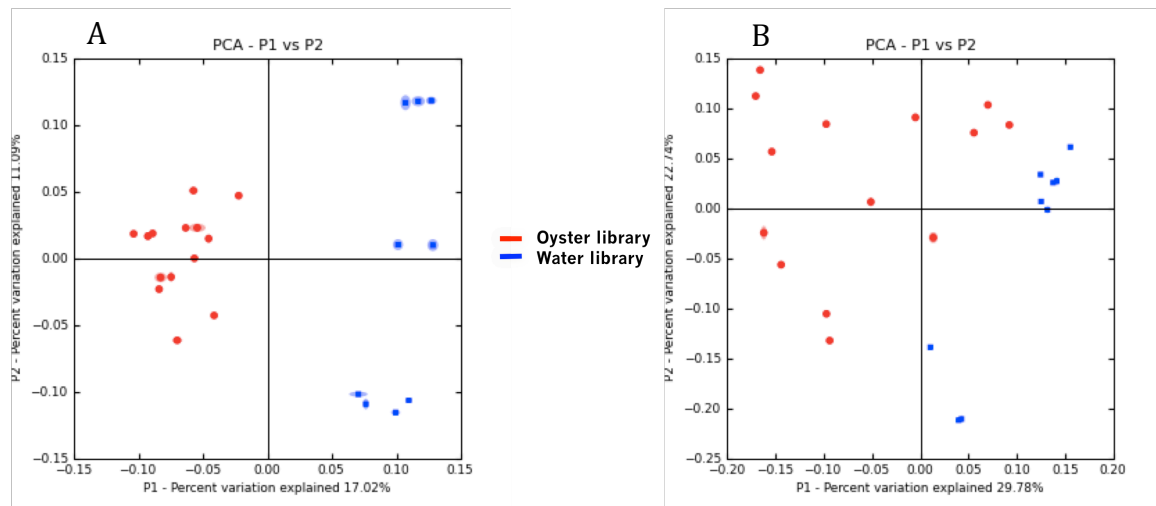 A
PCA - P1 vs P2
0.15
0.10
0.05
0.00
−0.05
−0.10
−0.15
−0.15 −0.10 −0.05 0.00 0.05 0.10 0.15
P2 - Percent variation explained 11.09%
P1 - Percent variation explained 17.02%
Oyster library
Water library
B
PCA - P1 vs P2
0.15
0.10
0.05
0.00
−0.05
−0.10
−0.15
−0.20
−0.25
−0.20 −0.15 −0.10 −0.05 0.00 0.05 0.10 0.15 0.20
P2 - Percent variation explained 22.74%
P1 - Percent variation explained 29.78%